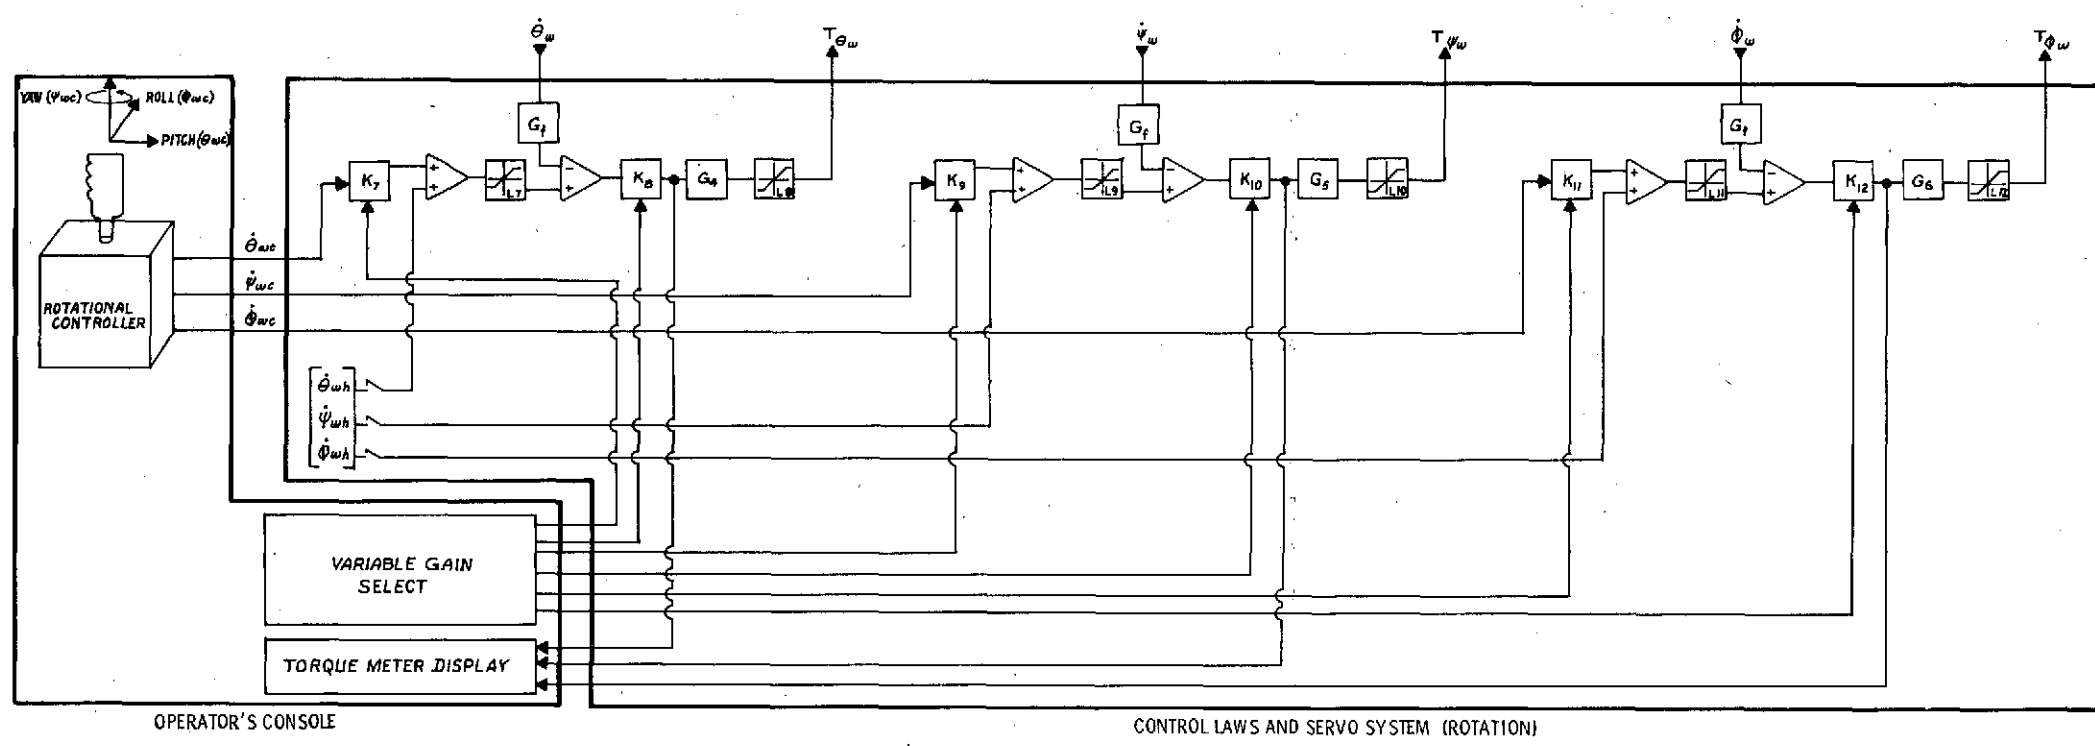 θ̇w
Tθw
ψ̇w
Tψw
Φ̇w
TΦw
YAW (ψwc)
ROLL (Φwc)
PITCH (θwc)
Gf
Gf
Gf
K7
+
+
L7
−
+
K8
G4
L8
K9
+
+
L9
−
+
K10
G5
L10
K11
+
+
L11
−
+
K12
G6
L12
θ̇wc
ψ̇wc
Φ̇wc
ROTATIONAL
CONTROLLER
θ̇wh
ψ̇wh
Φ̇wh
VARIABLE GAIN
SELECT
TORQUE METER DISPLAY
OPERATOR'S CONSOLE
CONTROL LAWS AND SERVO SYSTEM (ROTATION)